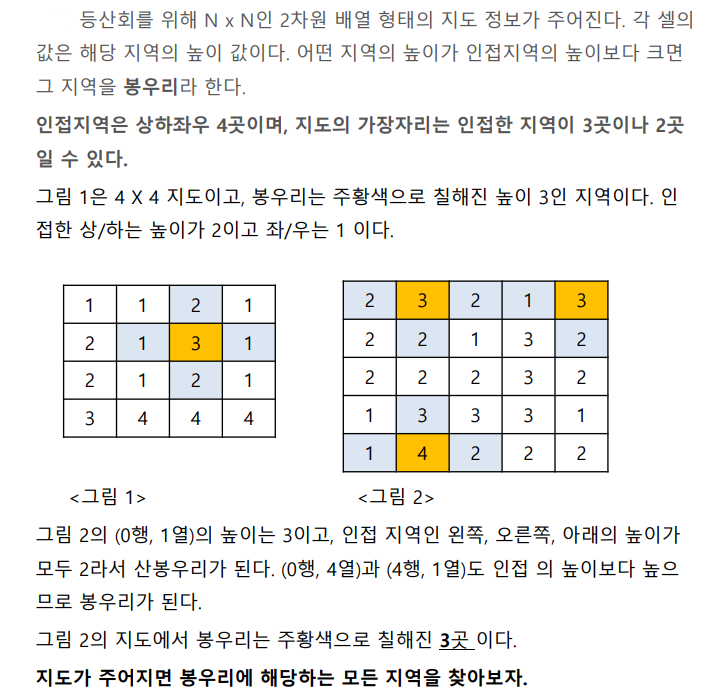 등산회를 위해 N x N인 2차원 배열 형태의 지도 정보가 주어진다. 각 셀의
값은 해당 지역의 높이 값이다. 어떤 지역의 높이가 인접지역의 높이보다 크면
그 지역을 봉우리라 한다.
인접지역은 상하좌우 4곳이며, 지도의 가장자리는 인접한 지역이 3곳이나 2곳
일 수 있다.
그림 1은 4 X 4 지도이고, 봉우리는 주황색으로 칠해진 높이 3인 지역이다. 인
접한 상/하는 높이가 2이고 좌/우는 1 이다.
1 1 2 1
2 1 3 1
2 1 2 1
3 4 4 4
<그림 1>
2 3 2 1 3
2 2 1 3 2
2 2 2 3 2
1 3 3 3 1
1 4 2 2 2
<그림 2>
그림 2의 (0행, 1열)의 높이는 3이고, 인접 지역인 왼쪽, 오른쪽, 아래의 높이가
모두 2라서 산봉우리가 된다. (0행, 4열)과 (4행, 1열)도 인접 의 높이보다 높으
므로 봉우리가 된다.
그림 2의 지도에서 봉우리는 주황색으로 칠해진 3곳 이다.
지도가 주어지면 봉우리에 해당하는 모든 지역을 찾아보자.